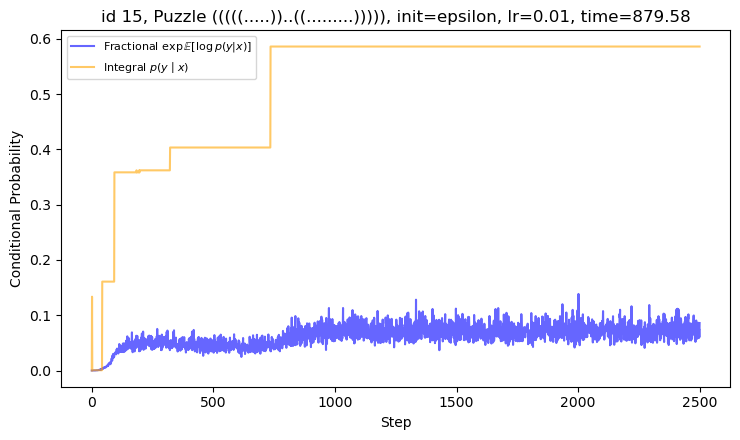 id 15, Puzzle (((((.....))..((.........))))), init=epsilon, lr=0.01, time=879.58
Fractional exp𝔼[log p(y|x)]
Integral p(y | x)
Conditional Probability
0.6
0.5
0.4
0.3
0.2
0.1
0.0
0 500 1000 1500 2000 2500
Step